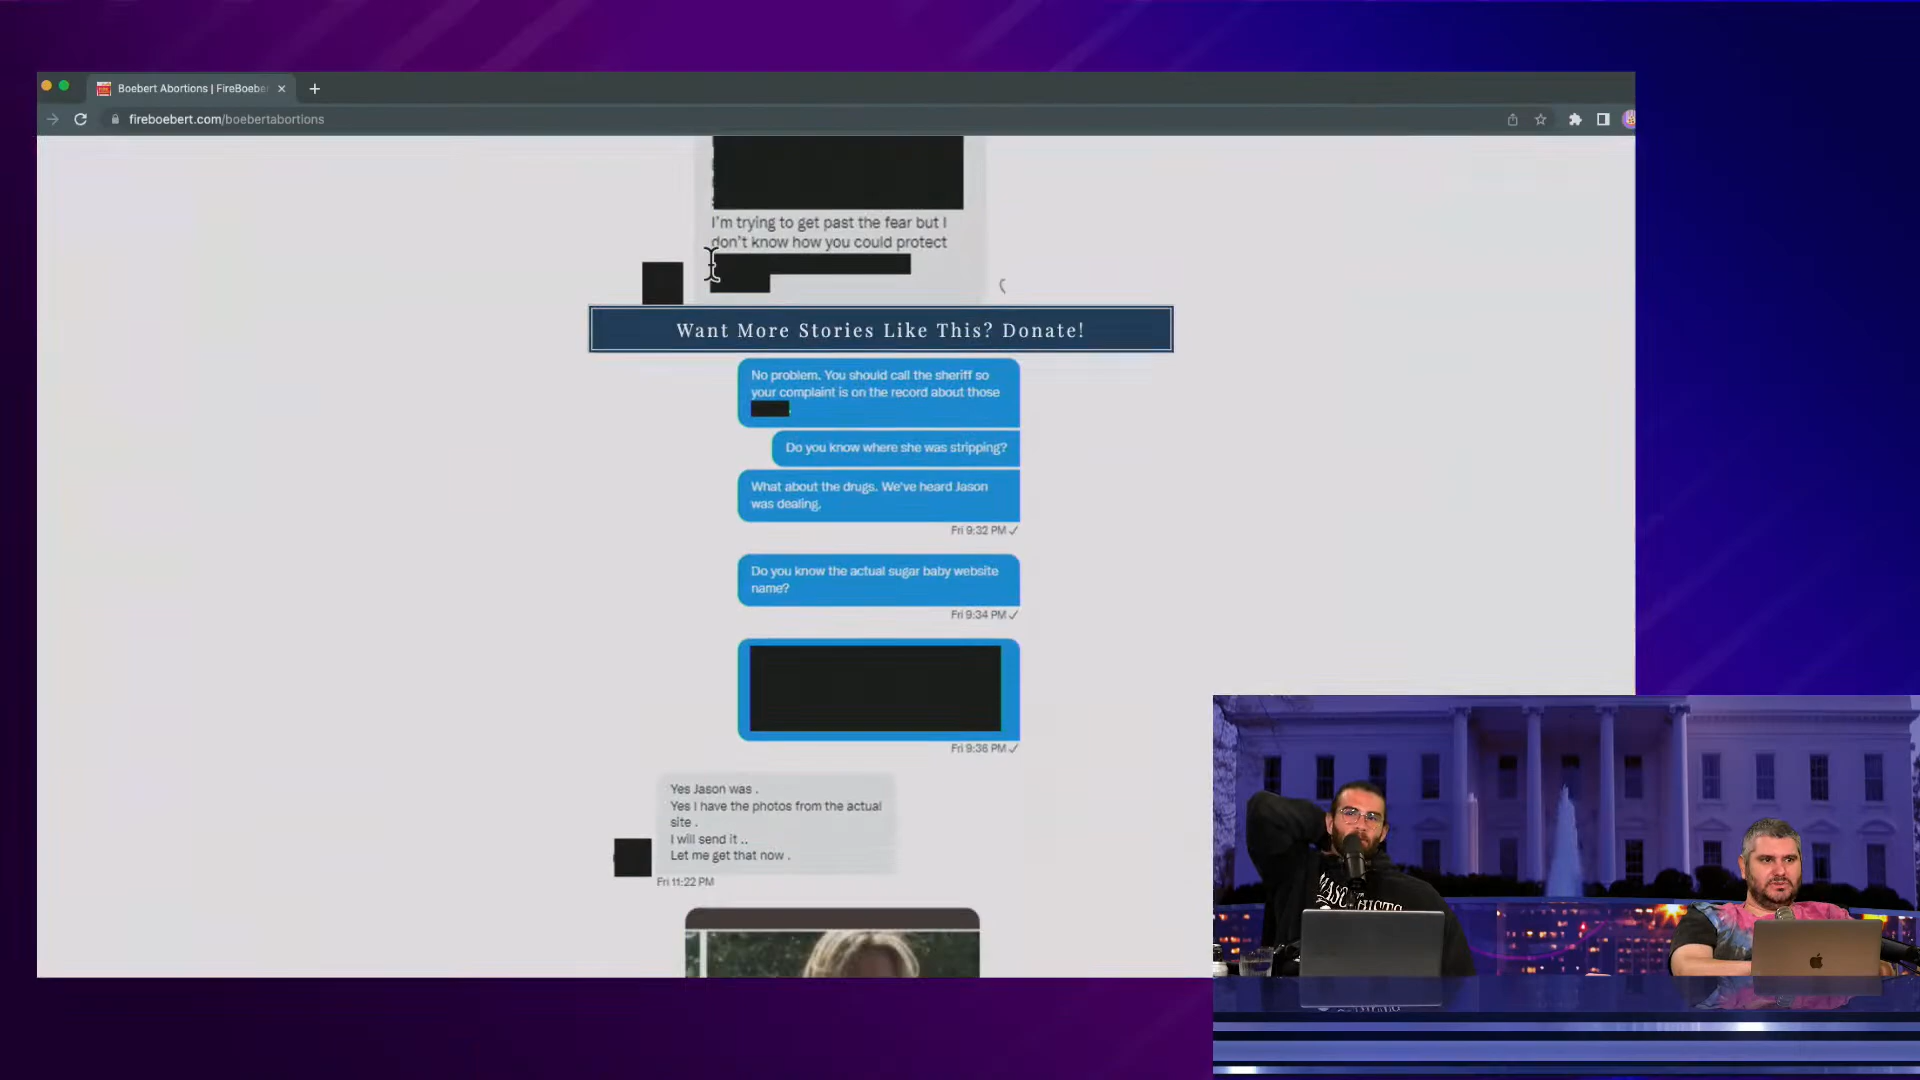 Boebert Abortions | FireBoeber
fireboebert.com/boebertabortions
I'm trying to get past the fear but I
don't know how you could protect
Want More Stories Like This? Donate!
No problem. You should call the sheriff so
your complaint is on the record about those
Do you know where she was stripping?
What about the drugs. We've heard Jason
was dealing.
Fri 9:32 PM ✓
Do you know the actual sugar baby website
name?
Fri 9:34 PM ✓
Fri 9:36 PM ✓
Yes Jason was .
Yes I have the photos from the actual
site .
I will send it ..
Let me get that now .
Fri 11:22 PM